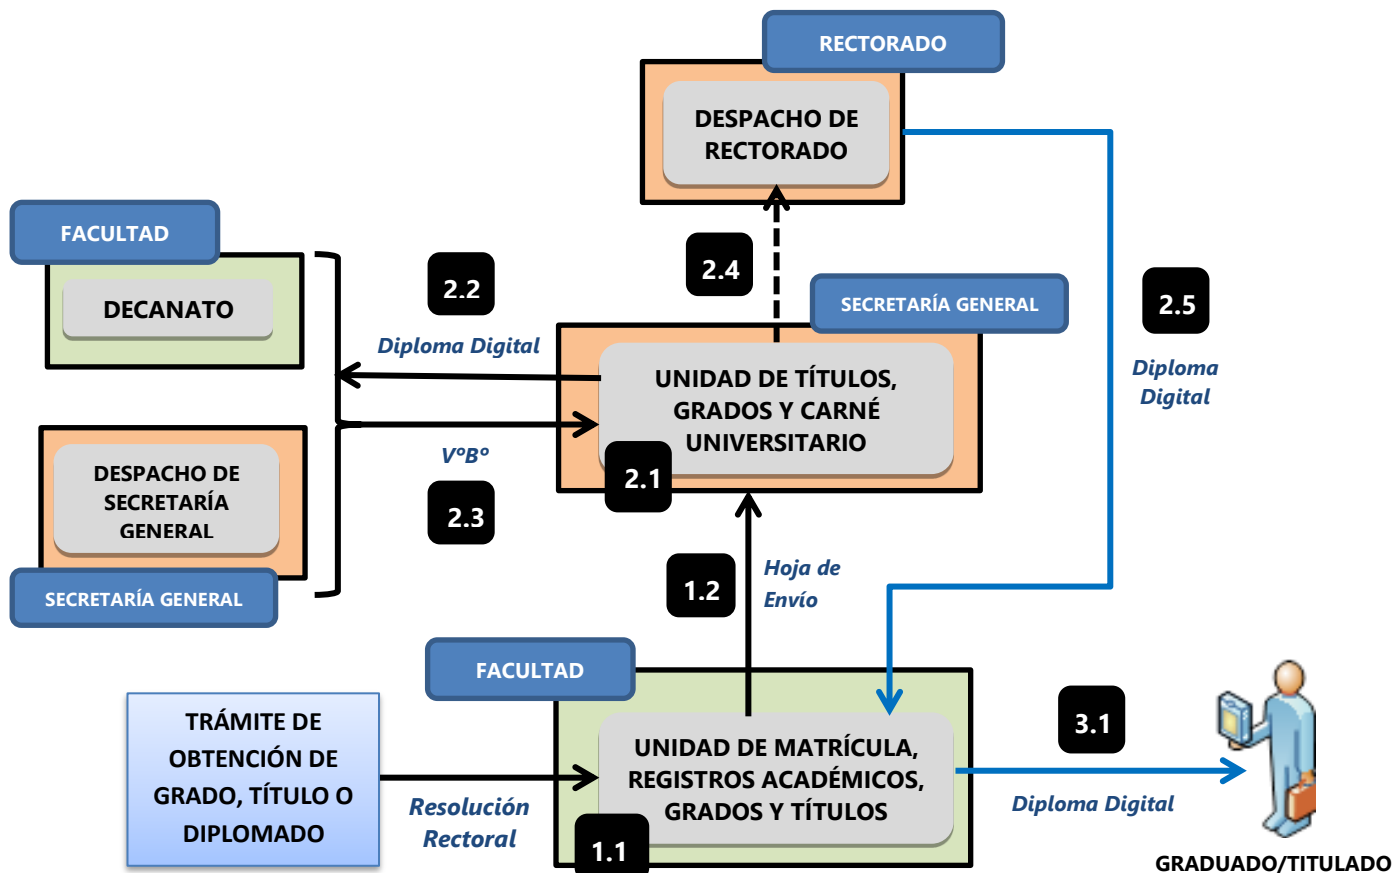 RECTORADO
DESPACHO DE
RECTORADO
FACULTAD
DECANATO
2.2
Diploma Digital
2.4
SECRETARÍA GENERAL
2.5
Diploma
Digital
UNIDAD DE TÍTULOS,
GRADOS Y CARNÉ
UNIVERSITARIO
2.1
V°B°
2.3
DESPACHO DE
SECRETARÍA
GENERAL
SECRETARÍA GENERAL
1.2
Hoja de
Envío
FACULTAD
TRÁMITE DE
OBTENCIÓN DE
GRADO, TÍTULO O
DIPLOMADO
Resolución
Rectoral
UNIDAD DE MATRÍCULA,
REGISTROS ACADÉMICOS,
GRADOS Y TÍTULOS
1.1
3.1
Diploma Digital
GRADUADO/TITULADO